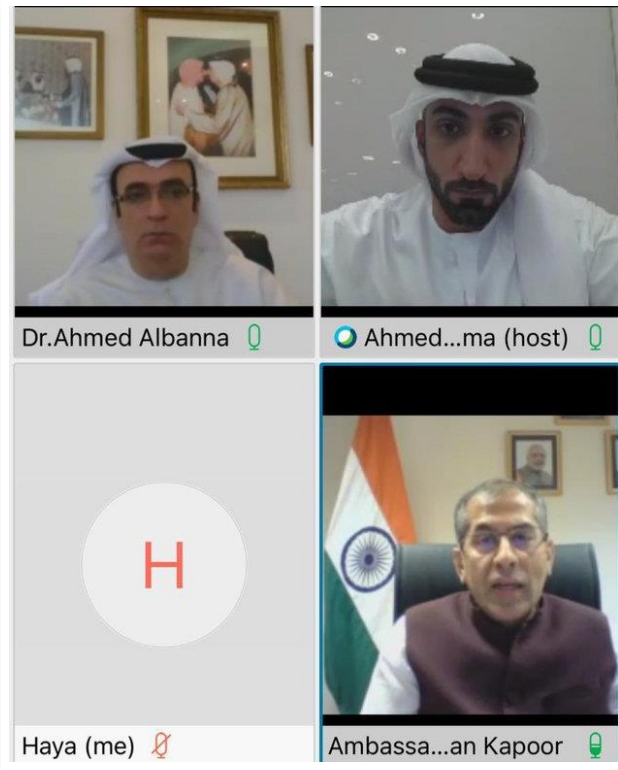 Dr.Ahmed Albanna
Ahmed...ma (host)
H
Haya (me)
Ambassa...an Kapoor